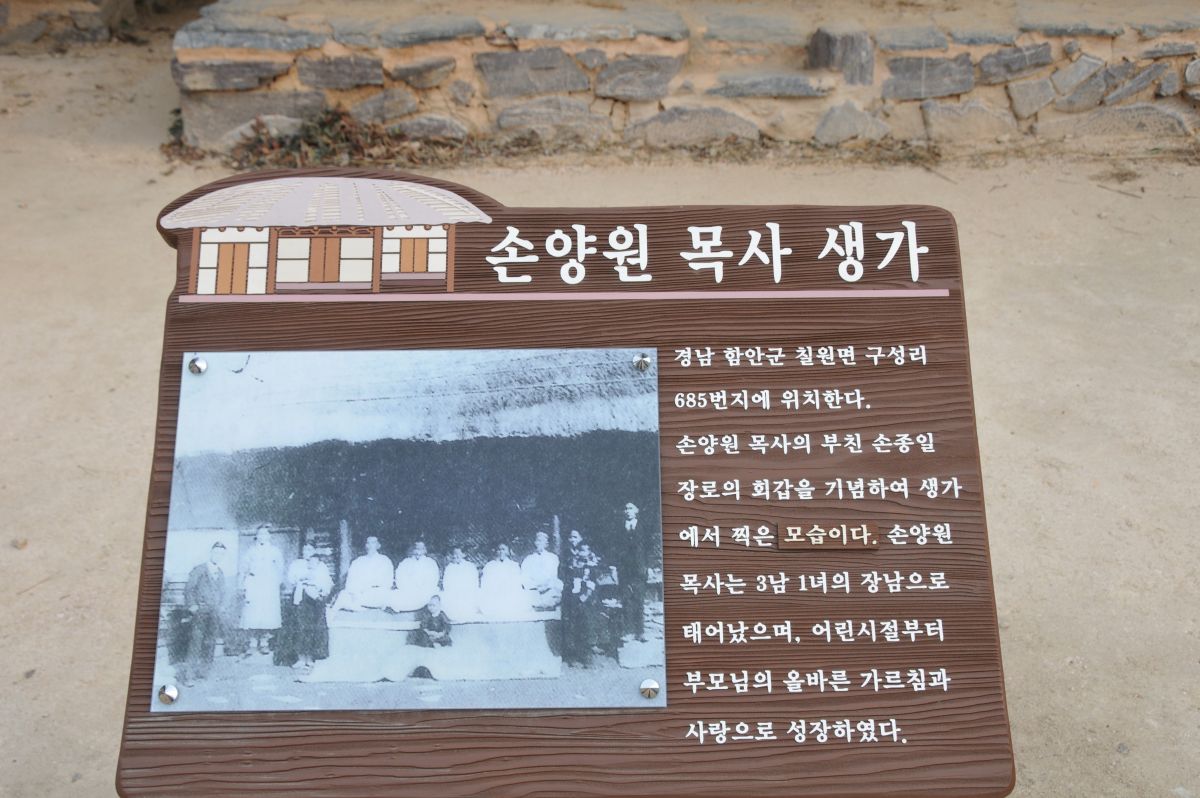 손양원 목사 생가
경남 함안군 칠원면 구성리
685번지에 위치한다.
손양원 목사의 부친 손종일
장로의 회갑을 기념하여 생가
에서 찍은 모습이다. 손양원
목사는 3남 1녀의 장남으로
태어났으며, 어린시절부터
부모님의 올바른 가르침과
사랑으로 성장하였다.